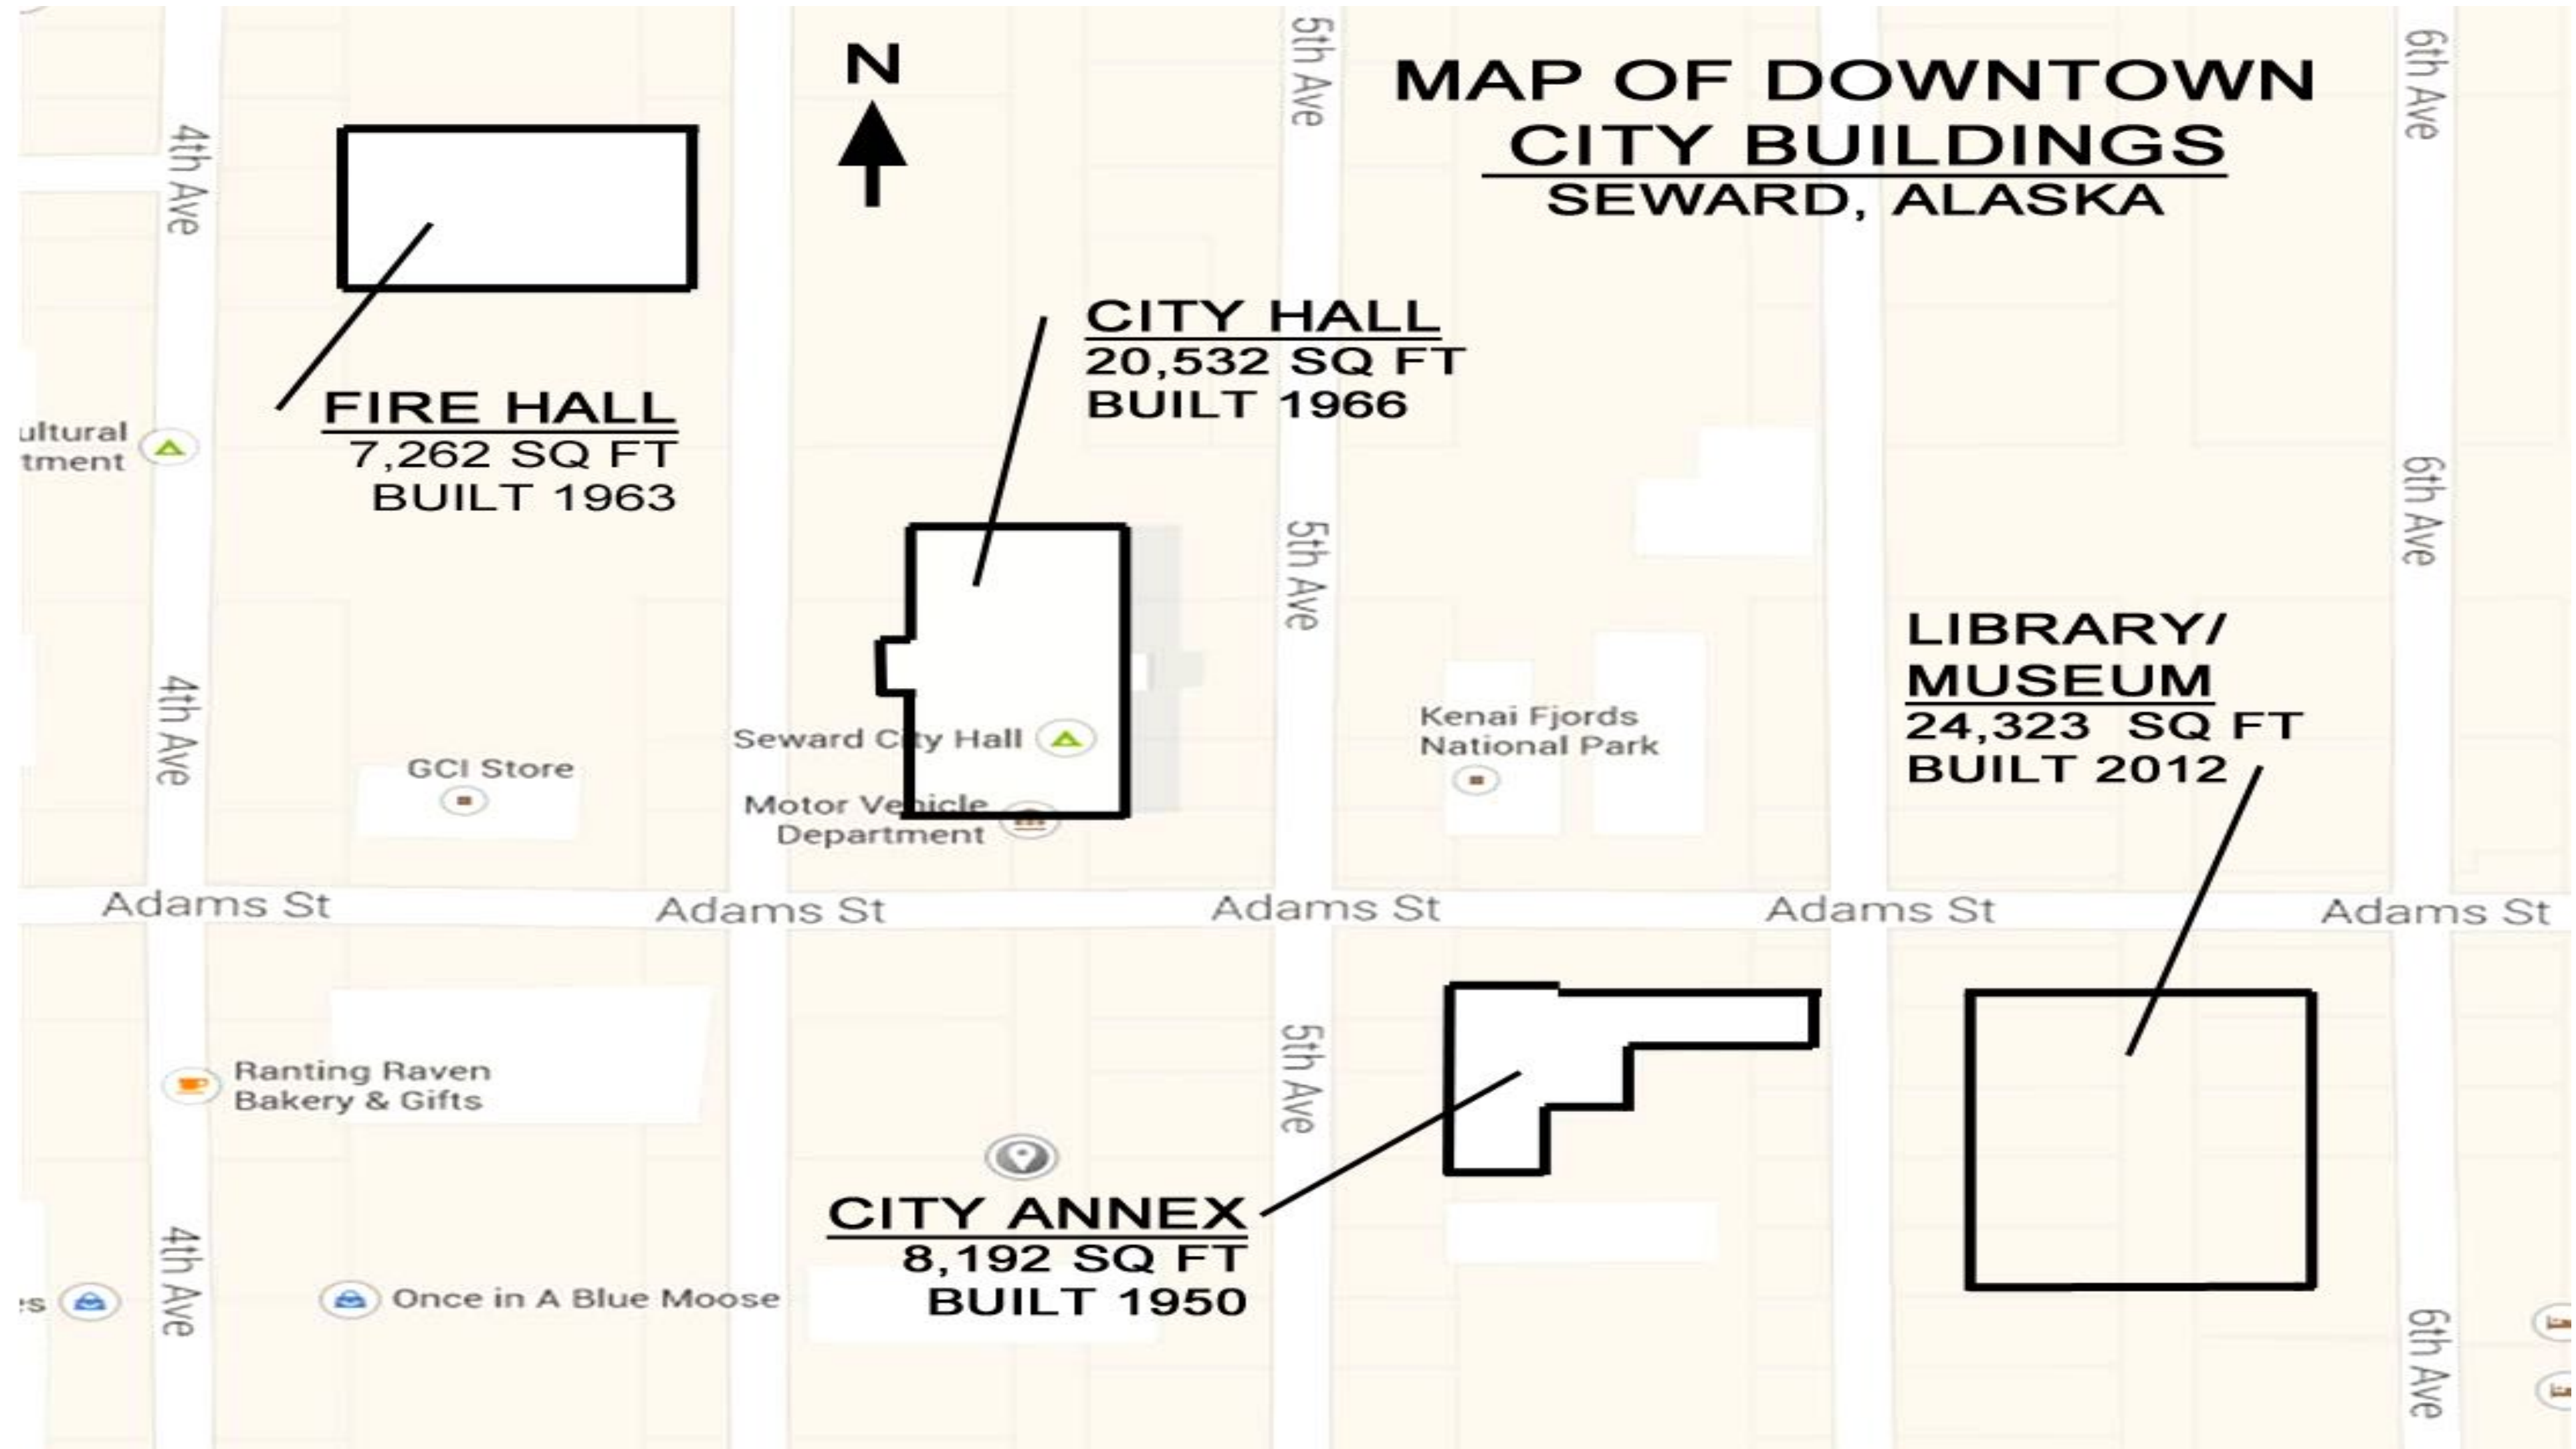 N
MAP OF DOWNTOWN
CITY BUILDINGS
SEWARD, ALASKA
5th Ave
6th Ave
4th Ave
CITY HALL
20,532 SQ FT
BUILT 1966
FIRE HALL
7,262 SQ FT
BUILT 1963
ultural
tment
6th Ave
5th Ave
LIBRARY/
MUSEUM
24,323 SQ FT
BUILT 2012
4th Ave
Seward City Hall
Kenai Fjords
National Park
GCI Store
Motor Vehicle
Department
Adams St
Adams St
Adams St
Adams St
Adams St
Ranting Raven
Bakery & Gifts
5th Ave
CITY ANNEX
8,192 SQ FT
BUILT 1950
4th Ave
es
Once in A Blue Moose
6th Ave